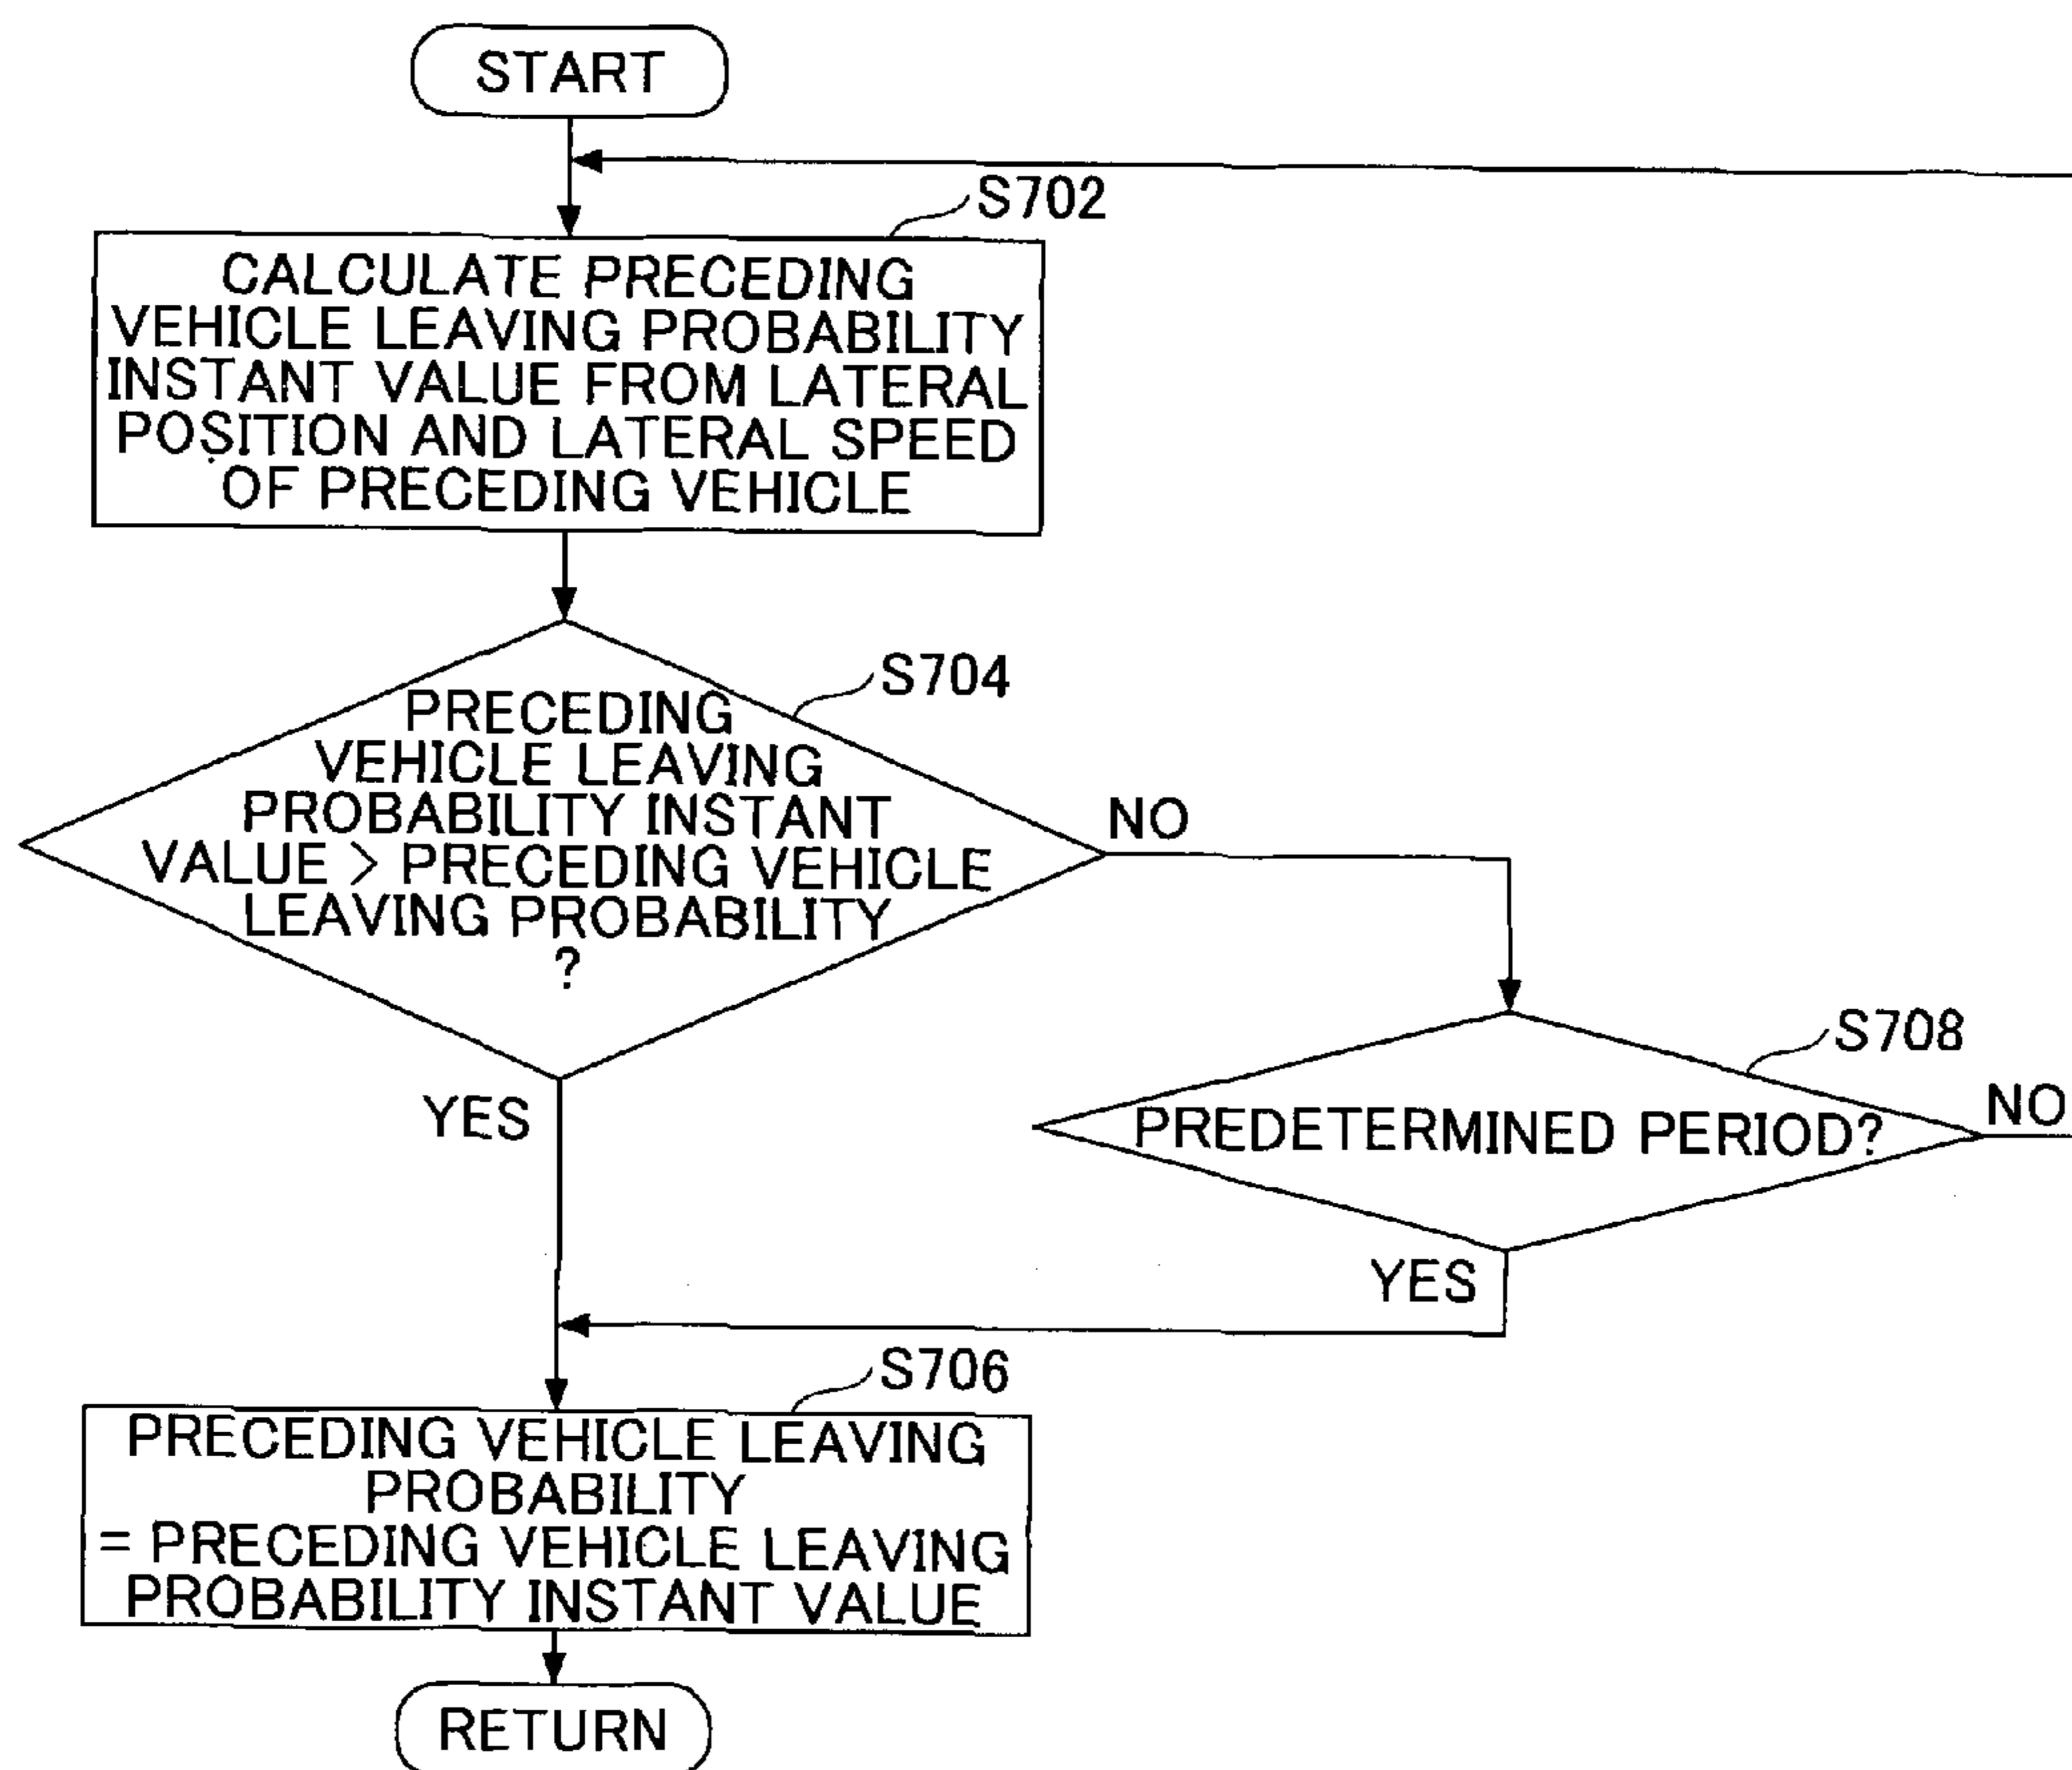 START
S702
CALCULATE PRECEDING
VEHICLE LEAVING PROBABILITY
INSTANT VALUE FROM LATERAL
POSITION AND LATERAL SPEED
OF PRECEDING VEHICLE
S704
PRECEDING
VEHICLE LEAVING
PROBABILITY INSTANT
VALUE > PRECEDING VEHICLE
LEAVING PROBABILITY
?
NO
YES
S708
PREDETERMINED PERIOD?
NO
YES
S706
PRECEDING VEHICLE LEAVING
PROBABILITY
= PRECEDING VEHICLE LEAVING
PROBABILITY INSTANT VALUE
RETURN